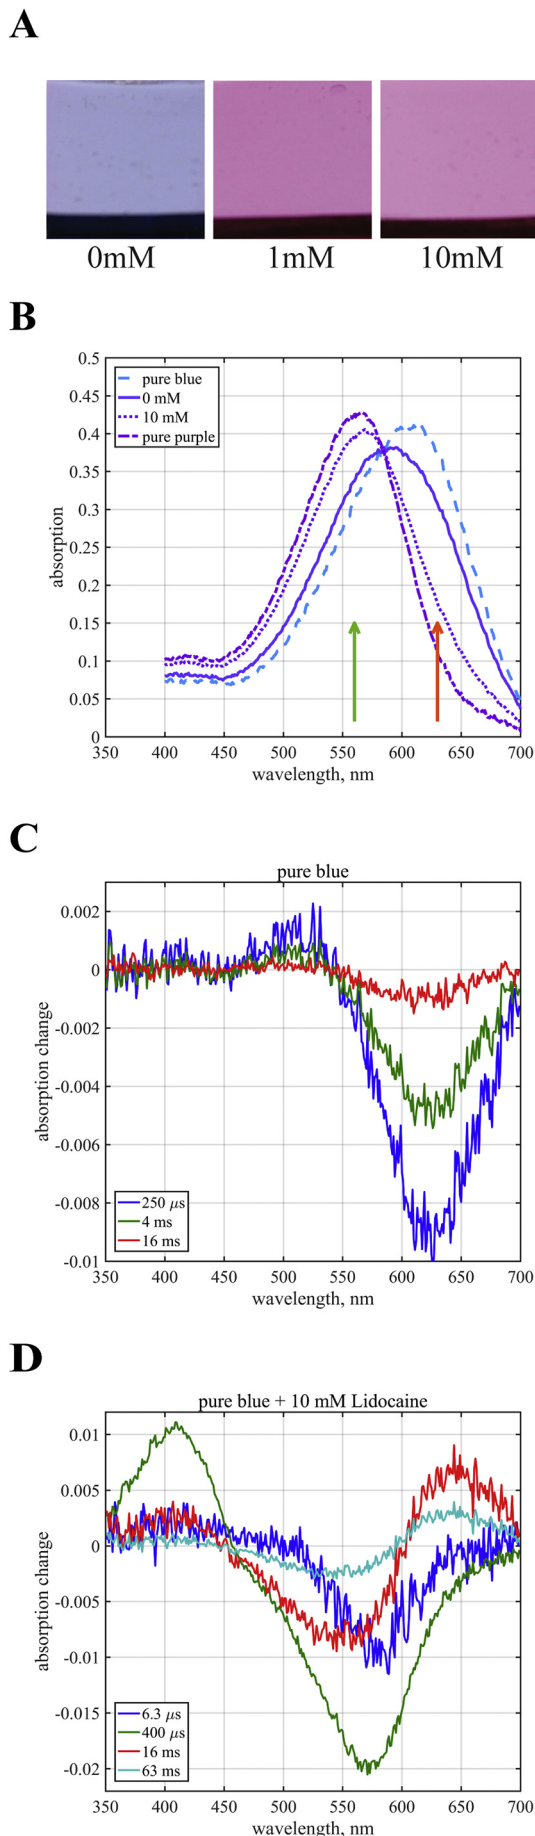 A
0mM 1mM 10mM
B
0.5
0.45
0.4
0.35
0.3
0.25
0.2
0.15
0.1
0.05
0
absorption
pure blue
0 mM
10 mM
pure purple
350 400 450 500 550 600 650 700
wavelength, nm
C
pure blue
0.002
0
-0.002
-0.004
-0.006
-0.008
-0.01
absorption change
250 μs
4 ms
16 ms
350 400 450 500 550 600 650 700
wavelength, nm
D
pure blue + 10 mM Lidocaine
0.01
0.005
0
-0.005
-0.01
-0.015
-0.02
absorption change
6.3 μs
400 μs
16 ms
63 ms
350 400 450 500 550 600 650 700
wavelength, nm